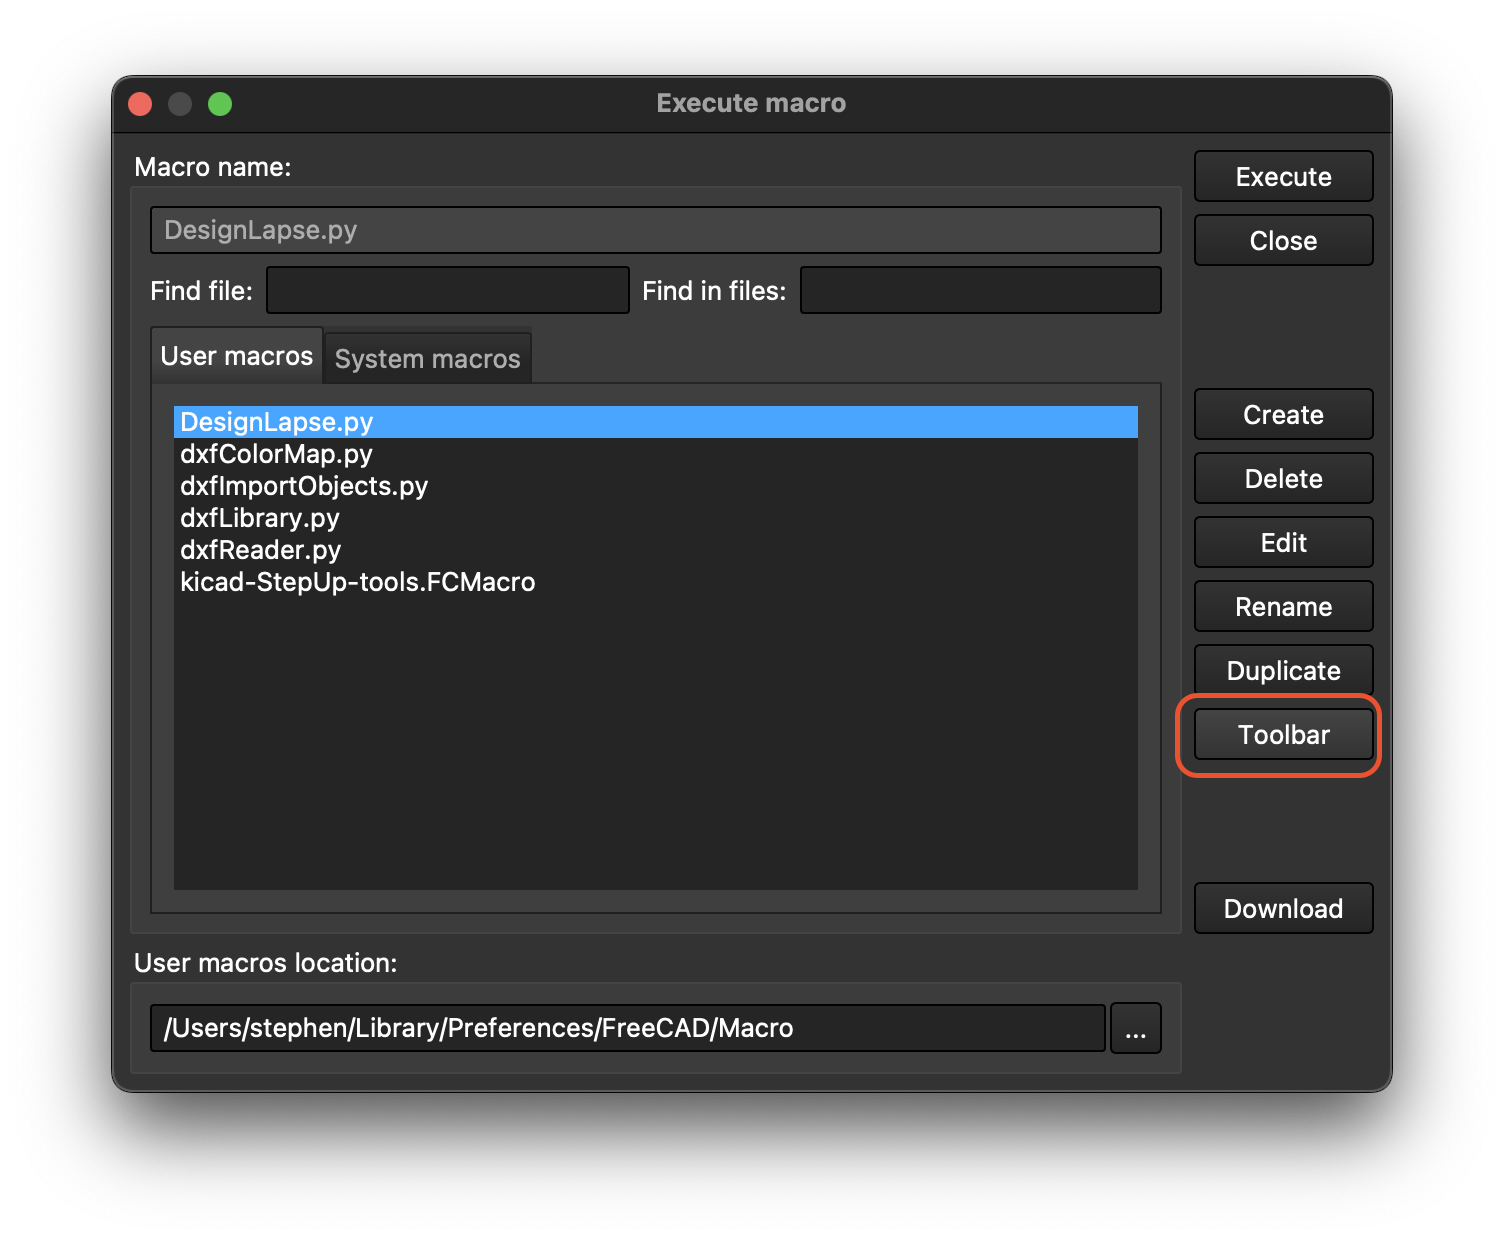 Execute macro
Macro name:
DesignLapse.py
Find file:
Find in files:
User macros
System macros
DesignLapse.py
dxfColorMap.py
dxfImportObjects.py
dxfLibrary.py
dxfReader.py
kicad-StepUp-tools.FCMacro
User macros location:
/Users/stephen/Library/Preferences/FreeCAD/Macro
...
Execute
Close
Create
Delete
Edit
Rename
Duplicate
Toolbar
Download